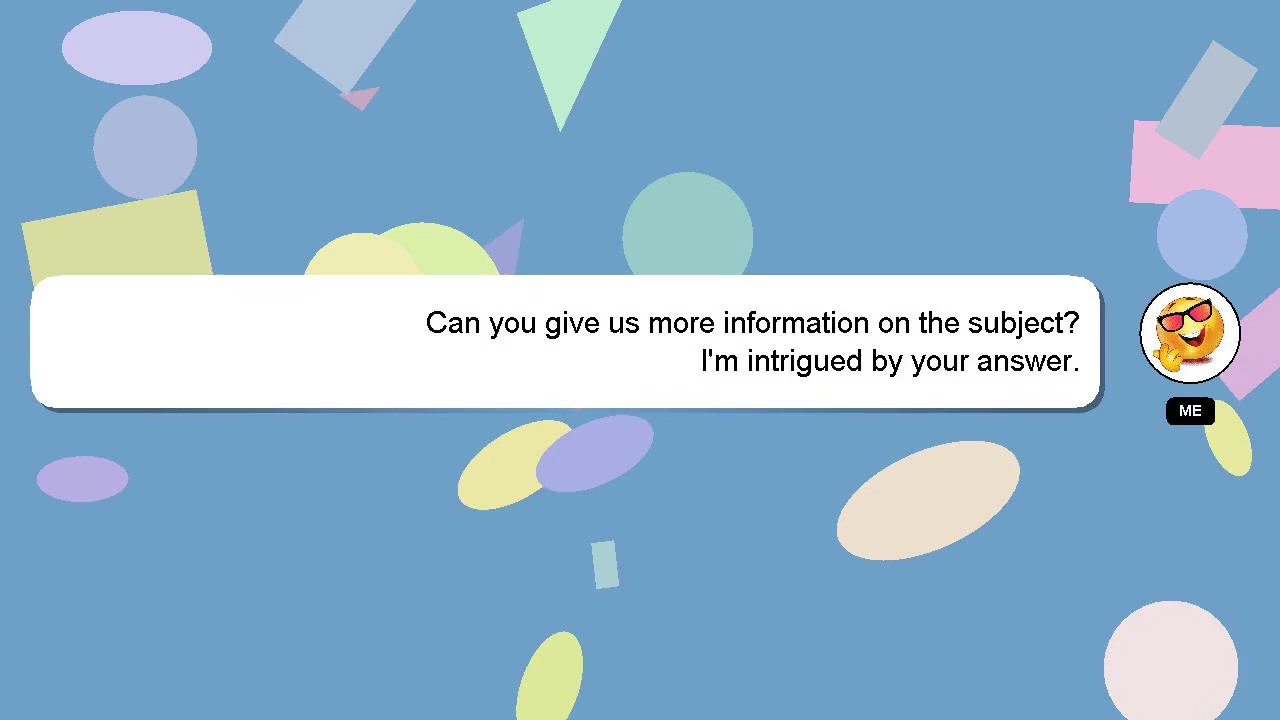 Can you give us more information on the subject?
I'm intrigued by your answer.
ME